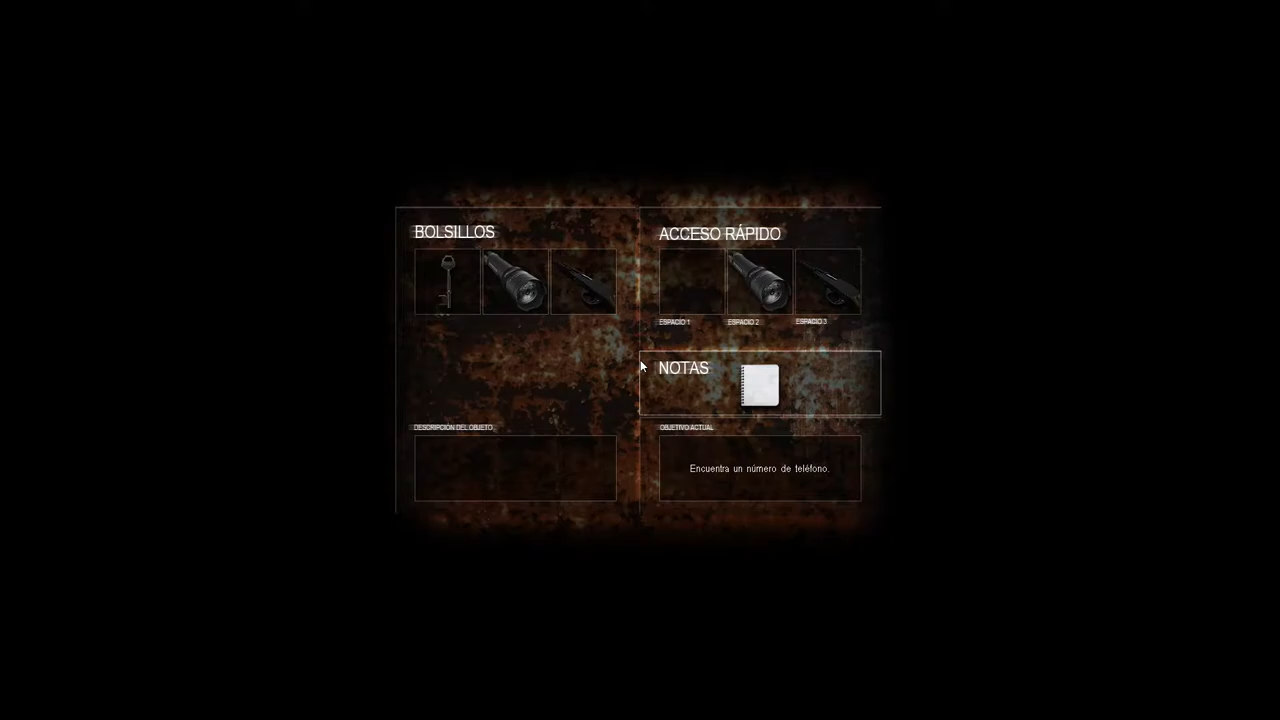 BOLSILLOS
ACCESO RÁPIDO
ESPACIO 1
ESPACIO 2
ESPACIO 3
NOTAS
DESCRIPCIÓN DEL OBJETO
OBJETIVO ACTUAL
Encuentra un número de teléfono.